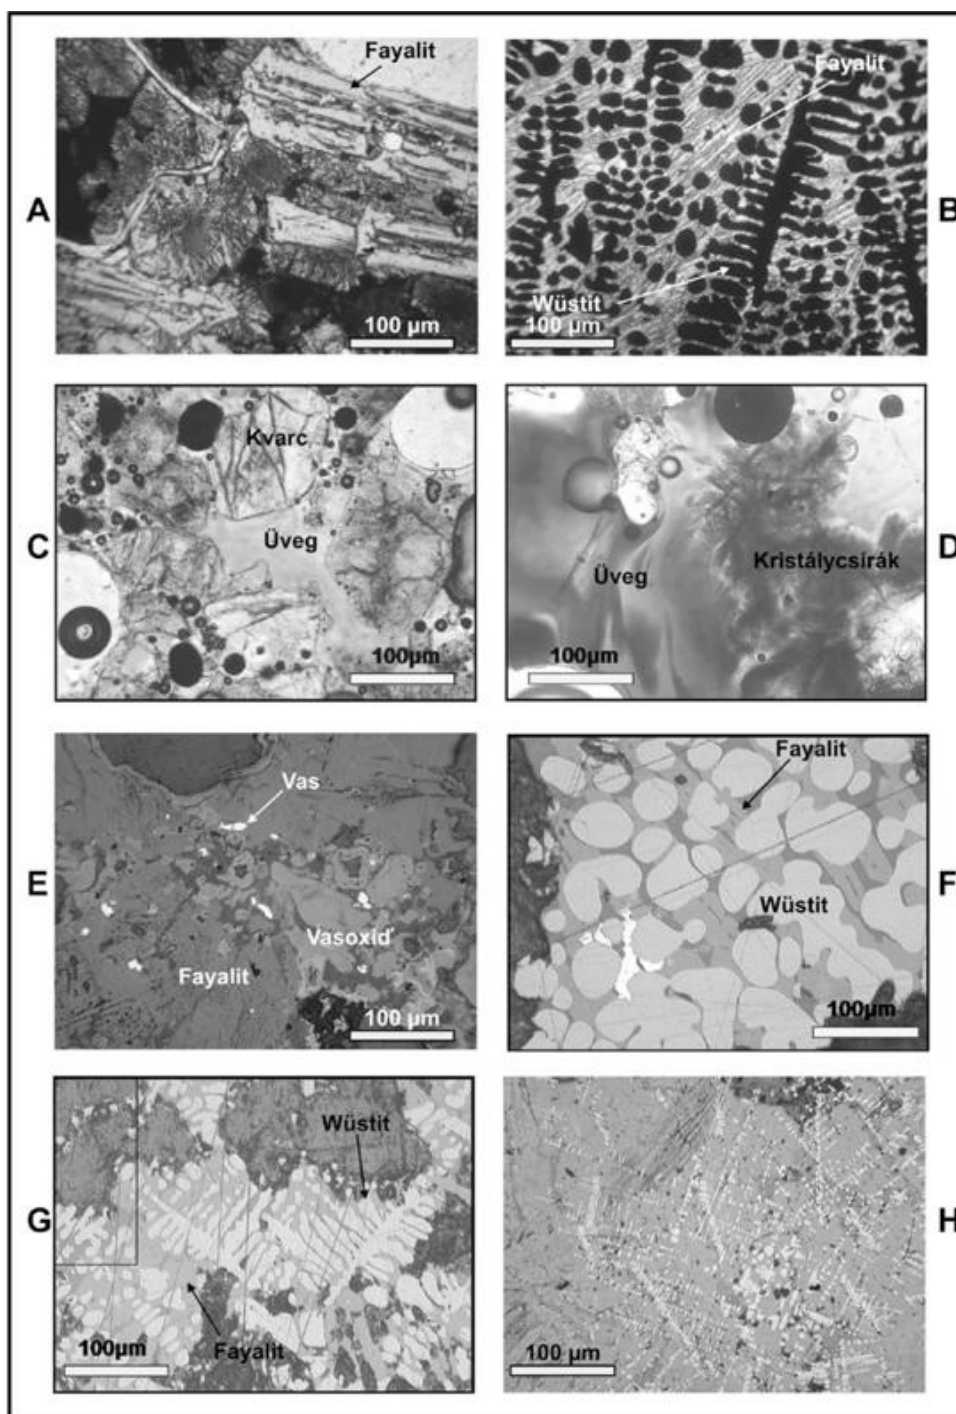 A
Fayalit
100 µm
Fayalit
Wüstit
100 µm
B
C
Kvarc
Üveg
100µm
Üveg
Kristálycsírák
100µm
D
E
Vas
Vasoxid
Fayalit
100 µm
Fayalit
Wüstit
100µm
F
G
Wüstit
Fayalit
100µm
100 µm
H